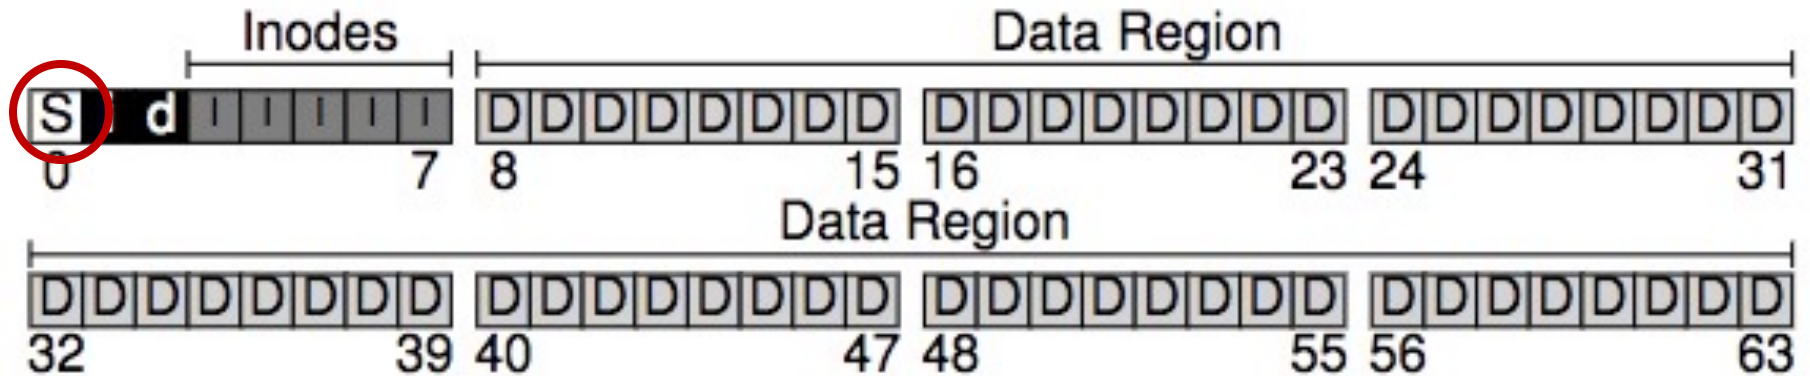 Inodes Data Region
S i d I I I I I D D D D D D D D D D D D D D D D D D D D D D D D
0 7 8 15 16 23 24 31
Data Region
D D D D D D D D D D D D D D D D D D D D D D D D D D D D D D D D
32 39 40 47 48 55 56 63